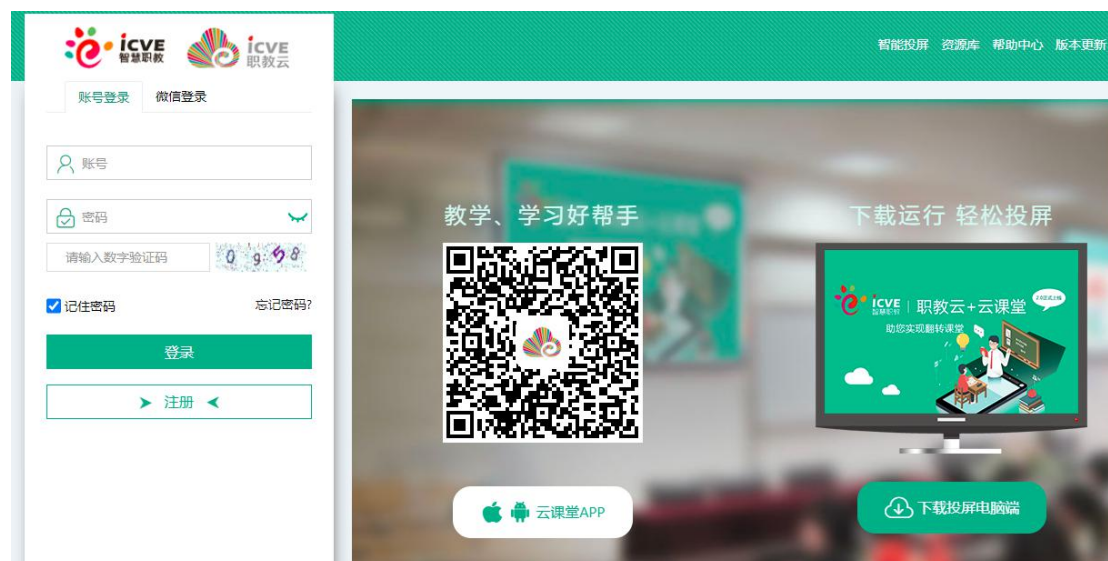 icve
智慧职教
icve
职教云
智能投屏 资源库 帮助中心 版本更新
账号登录 微信登录
账号
密码
请输入数字验证码
0958
记住密码 忘记密码?
登录
注册
教学、学习好帮手
云课堂APP
下载运行 轻松投屏
icve
智慧职教
职教云+云课堂
助您实现翻转课堂
下载投屏电脑端